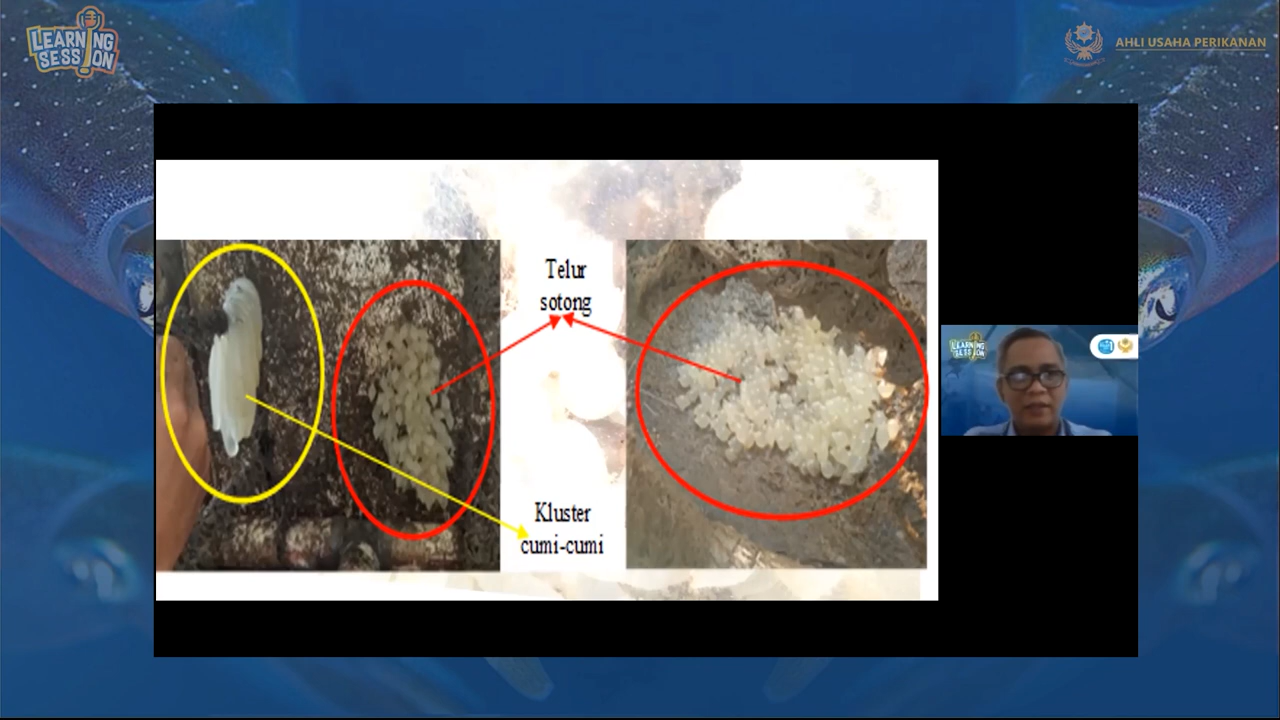 LEARNING
SESSION
AHLI USAHA PERIKANAN
Telur
sotong
Kluster
cumi-cumi
LEARNING
SESSION